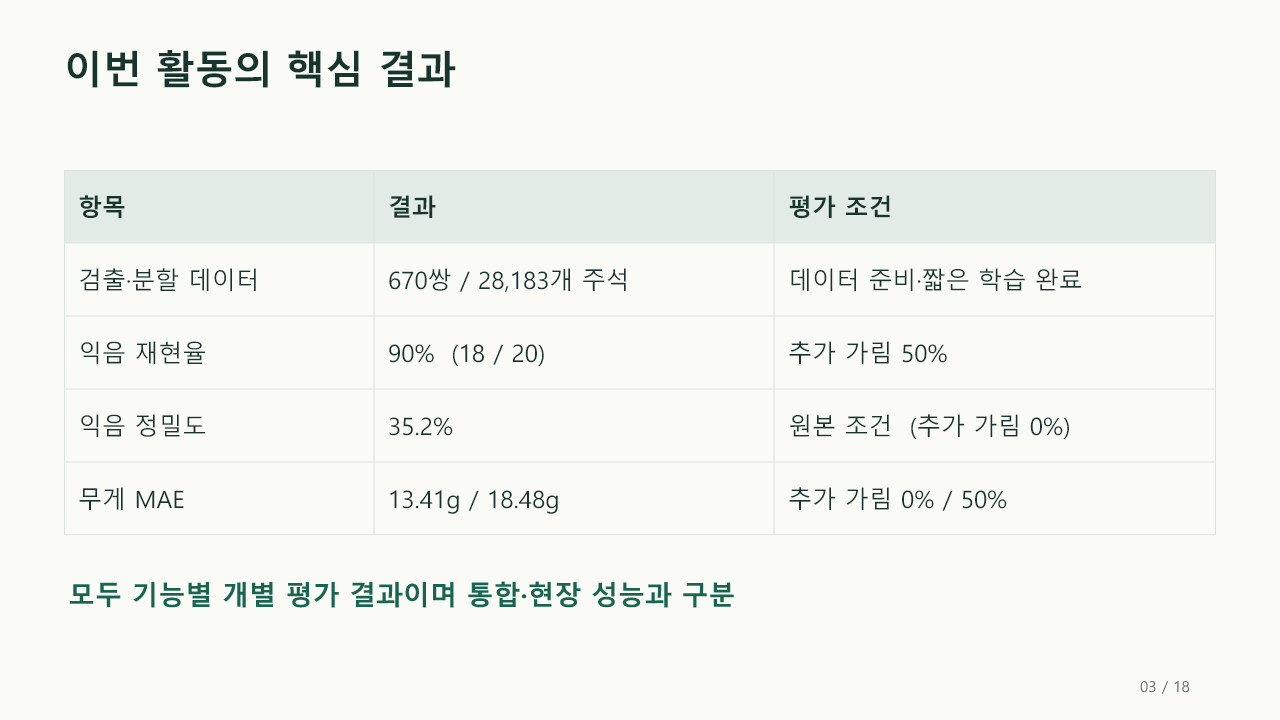 이번 활동의 핵심 결과
항목 결과 평가 조건
검출·분할 데이터 670쌍 / 28,183개 주석 데이터 준비·짧은 학습 완료
익음 재현율 90% (18 / 20) 추가 가림 50%
익음 정밀도 35.2% 원본 조건 (추가 가림 0%)
무게 MAE 13.41g / 18.48g 추가 가림 0% / 50%
모두 기능별 개별 평가 결과이며 통합·현장 성능과 구분
03 / 18